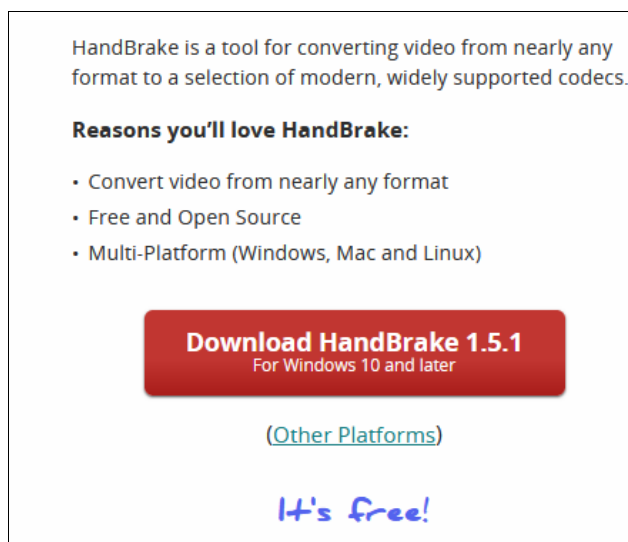 HandBrake is a tool for converting video from nearly any
format to a selection of modern, widely supported codecs.
Reasons you'll love HandBrake:
• Convert video from nearly any format
• Free and Open Source
• Multi-Platform (Windows, Mac and Linux)
Download HandBrake 1.5.1
For Windows 10 and later
(Other Platforms)
It's free!